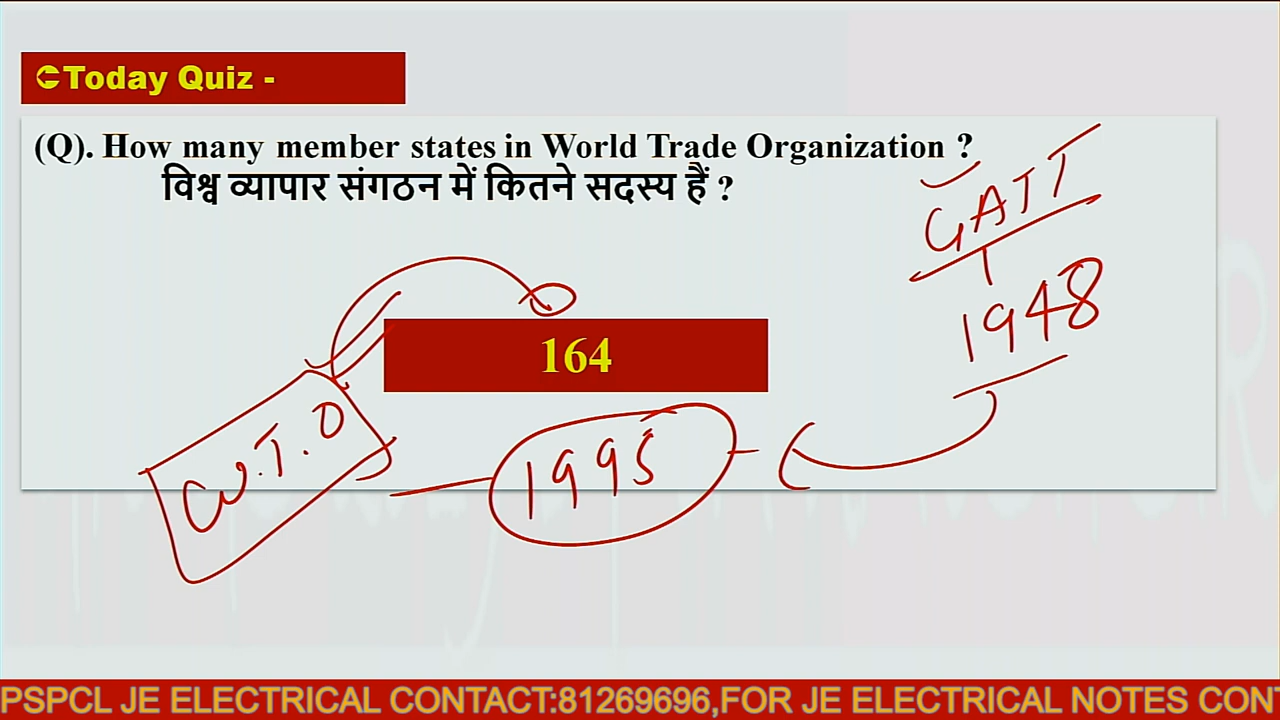 Today Quiz -
(Q). How many member states in World Trade Organization ?
विश्व व्यापार संगठन में कितने सदस्य हैं ?
GATT
1948
164
W.T.O
1995
PSPCL JE ELECTRICAL CONTACT:81269696,FOR JE ELECTRICAL NOTES CONT